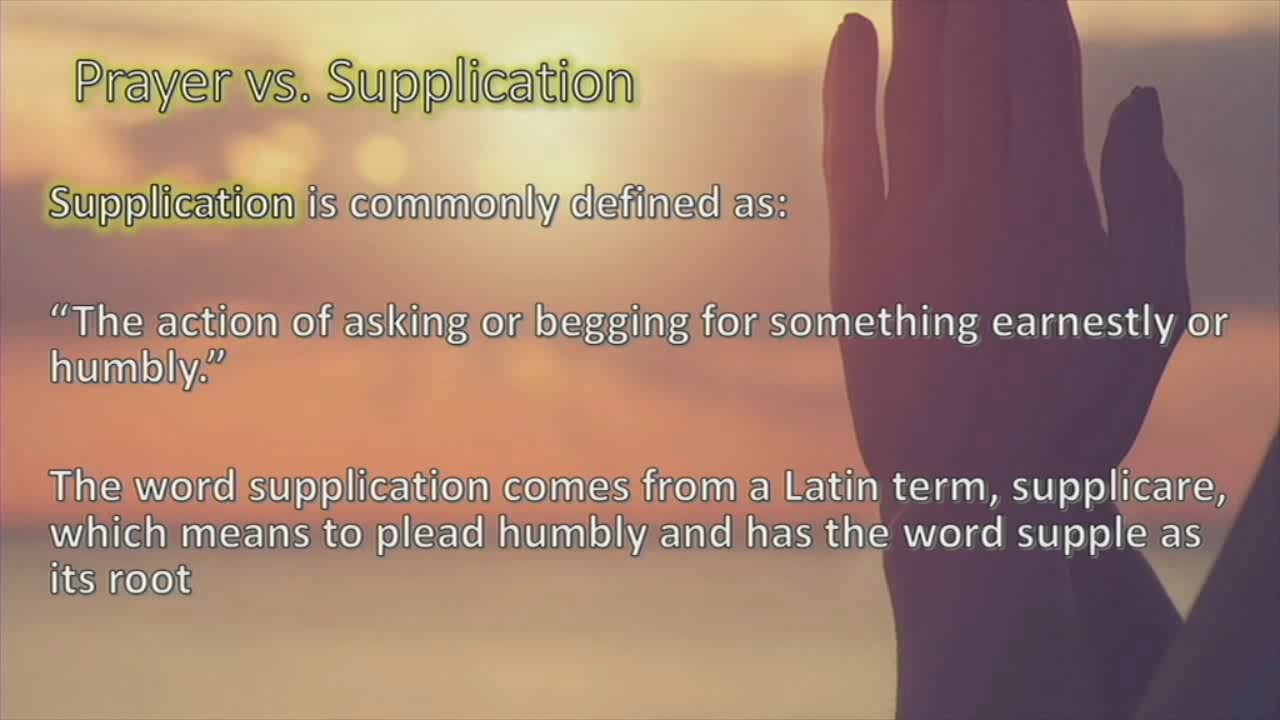 Prayer vs. Supplication
Supplication is commonly defined as:
“The action of asking or begging for something earnestly or
humbly.”
The word supplication comes from a Latin term, supplicare,
which means to plead humbly and has the word supple as
its root